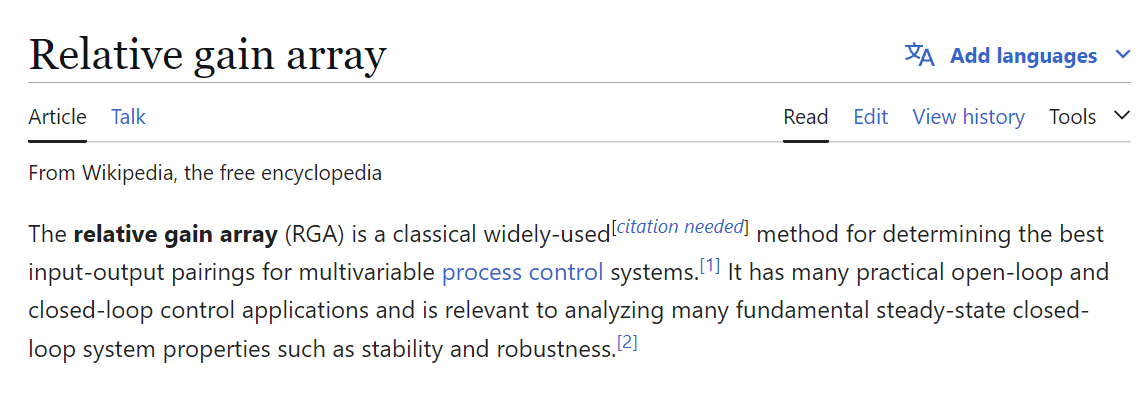 Relative gain array
Add languages
Article Talk Read Edit View history Tools
From Wikipedia, the free encyclopedia
The relative gain array (RGA) is a classical widely-used[citation needed] method for determining the best
input-output pairings for multivariable process control systems.[1] It has many practical open-loop and
closed-loop control applications and is relevant to analyzing many fundamental steady-state closed-
loop system properties such as stability and robustness.[2]